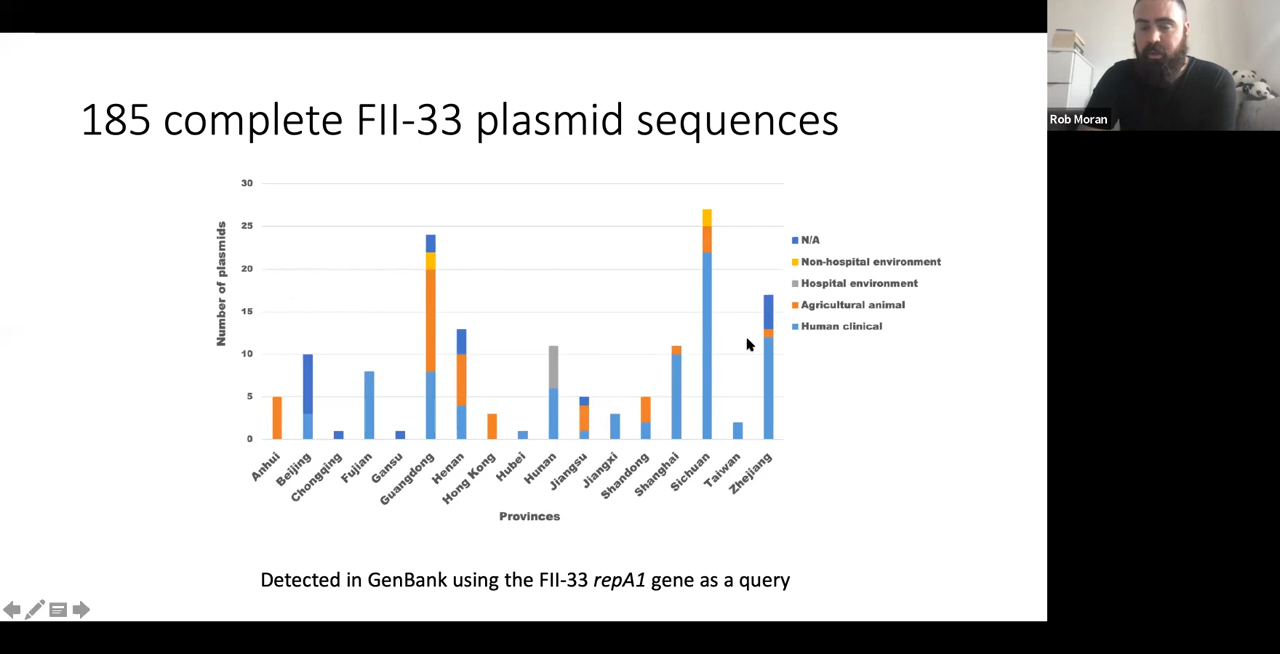 Rob Moran
185 complete FII-33 plasmid sequences
Number of plasmids
30
25
20
15
10
5
0
N/A
Non-hospital environment
Hospital environment
Agricultural animal
Human clinical
Anhui
Beijing
Chongqing
Fujian
Gansu
Guangdong
Henan
Hong Kong
Hubei
Hunan
Jiangsu
Jiangxi
Shandong
Shanghai
Sichuan
Taiwan
Zhejiang
Provinces
Detected in GenBank using the FII-33 repA1 gene as a query